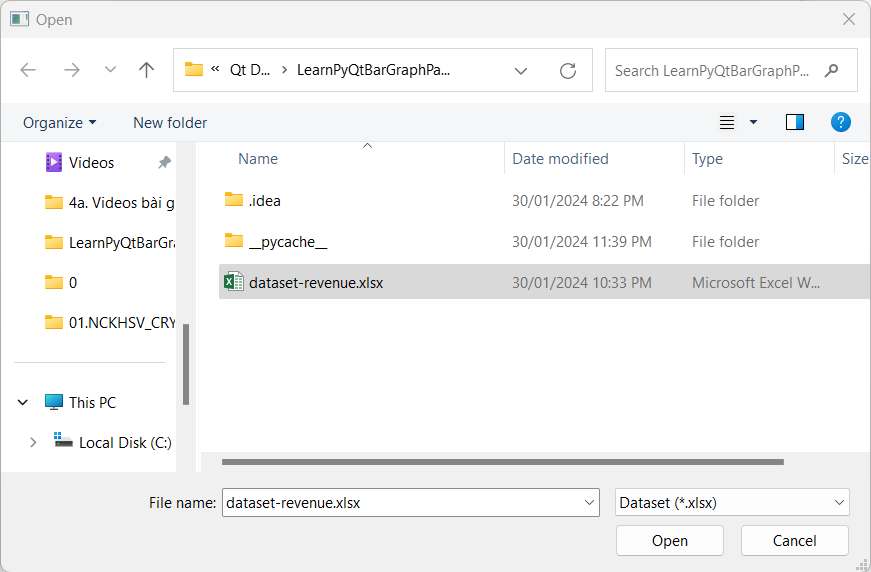 Open
« Qt D... › LearnPyQtBarGraphPa...
Search LearnPyQtBarGraphP...
Organize
New folder
?
Videos
4a. Videos bài g
LearnPyQtBarGra
0
01.NCKHSV_CRY
This PC
Local Disk (C:)
Name Date modified Type Size
.idea 30/01/2024 8:22 PM File folder
__pycache__ 30/01/2024 11:39 PM File folder
dataset-revenue.xlsx 30/01/2024 10:33 PM Microsoft Excel W...
File name: dataset-revenue.xlsx Dataset (*.xlsx)
Open Cancel